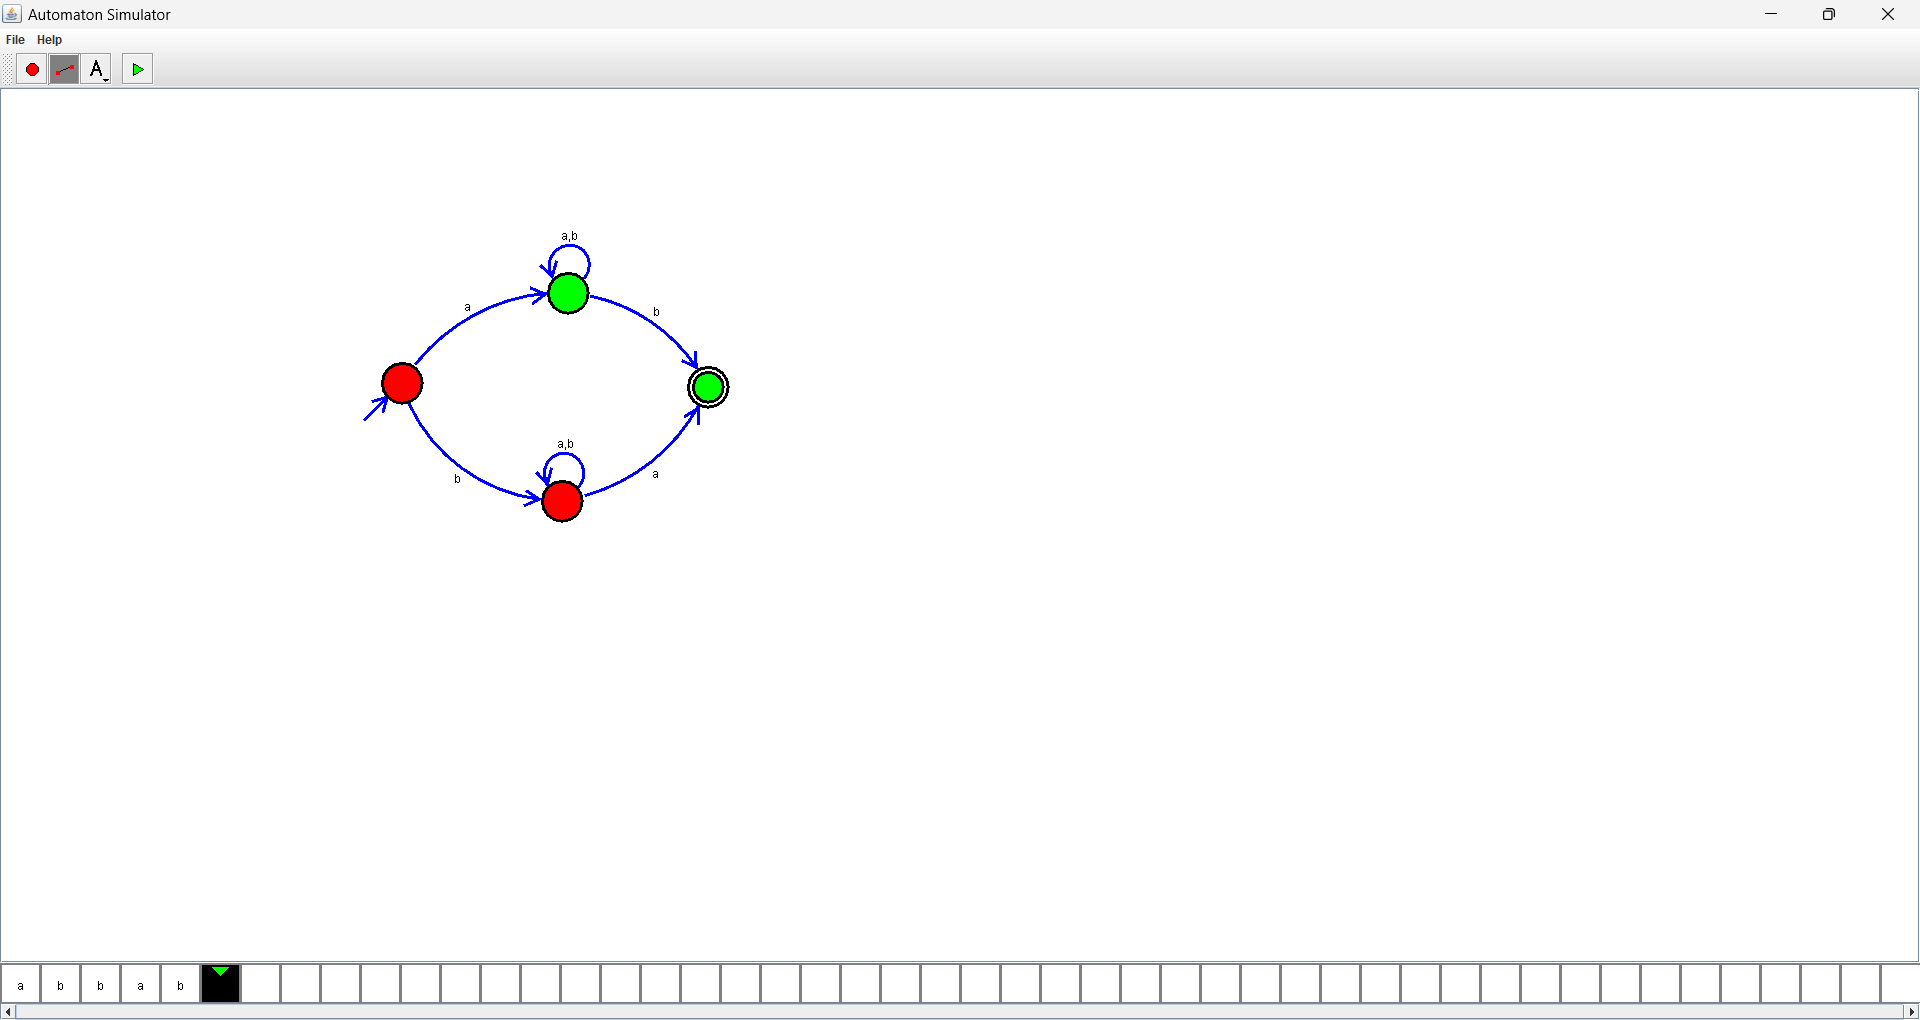 Automaton Simulator
File Help
A
a,b
a
b
a,b
b
a
a b b a b